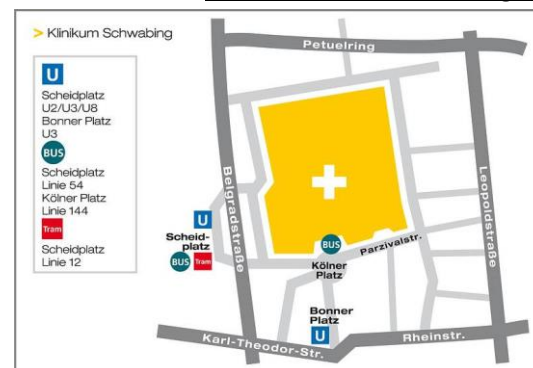 > Klinikum Schwabing
U
Scheidplatz
U2/U3/U8
Bonner Platz
U3
BUS
Scheidplatz
Linie 54
Kölner Platz
Linie 144
Tram
Scheidplatz
Linie 12
Petuelring
Belgradstraße
Leopoldstraße
U
Scheid-
platz
BUS Tram
BUS
Kölner
Platz
Parzivalstr.
Bonner
Platz
U
Karl-Theodor-Str.
Rheinstr.